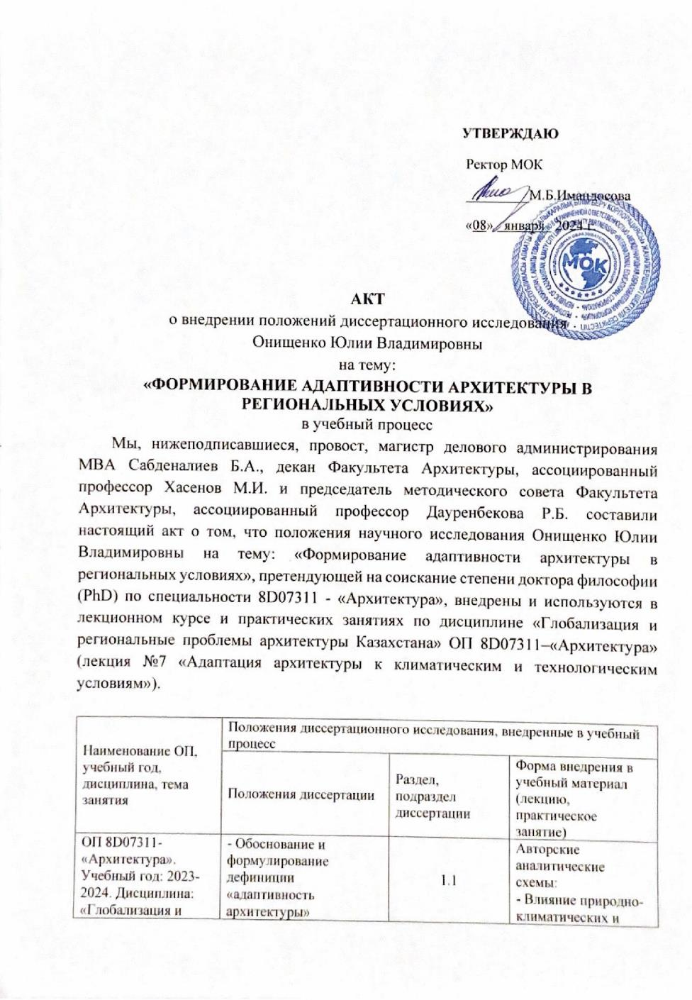 УТВЕРЖДАЮ
Ректор МОК
М.Б.Имандосова
«08» января 2024 г.
МОК
АКТ
о внедрении положений диссертационного исследования
Онищенко Юлии Владимировны
на тему:
«ФОРМИРОВАНИЕ АДАПТИВНОСТИ АРХИТЕКТУРЫ В
РЕГИОНАЛЬНЫХ УСЛОВИЯХ»
в учебный процесс
Мы, нижеподписавшиеся, провост, магистр делового администрирования
МВА Сабденалиев Б.А., декан Факультета Архитектуры, ассоциированный
профессор Хасенов М.И. и председатель методического совета Факультета
Архитектуры, ассоциированный профессор Дауренбекова Р.Б. составили
настоящий акт о том, что положения научного исследования Онищенко Юлии
Владимировны на тему: «Формирование адаптивности архитектуры в
региональных условиях», претендующей на соискание степени доктора философии
(PhD) по специальности 8D07311 - «Архитектура», внедрены и используются в
лекционном курсе и практических занятиях по дисциплине «Глобализация и
региональные проблемы архитектуры Казахстана» ОП 8D07311–«Архитектура»
(лекция №7 «Адаптация архитектуры к климатическим и технологическим
условиям»).
Наименование ОП,
учебный год,
дисциплина, тема
занятия
Положения диссертационного исследования, внедренные в учебный
процесс
Положения диссертации
Раздел,
подраздел
диссертации
Форма внедрения в
учебный материал
(лекцию,
практическое
занятие)
ОП 8D07311-
«Архитектура».
Учебный год: 2023-
2024. Дисциплина:
«Глобализация и
- Обоснование и
формулирование
дефиниции
«адаптивность
архитектуры»
1.1
Авторские
аналитические
схемы:
- Влияние природно-
климатических и